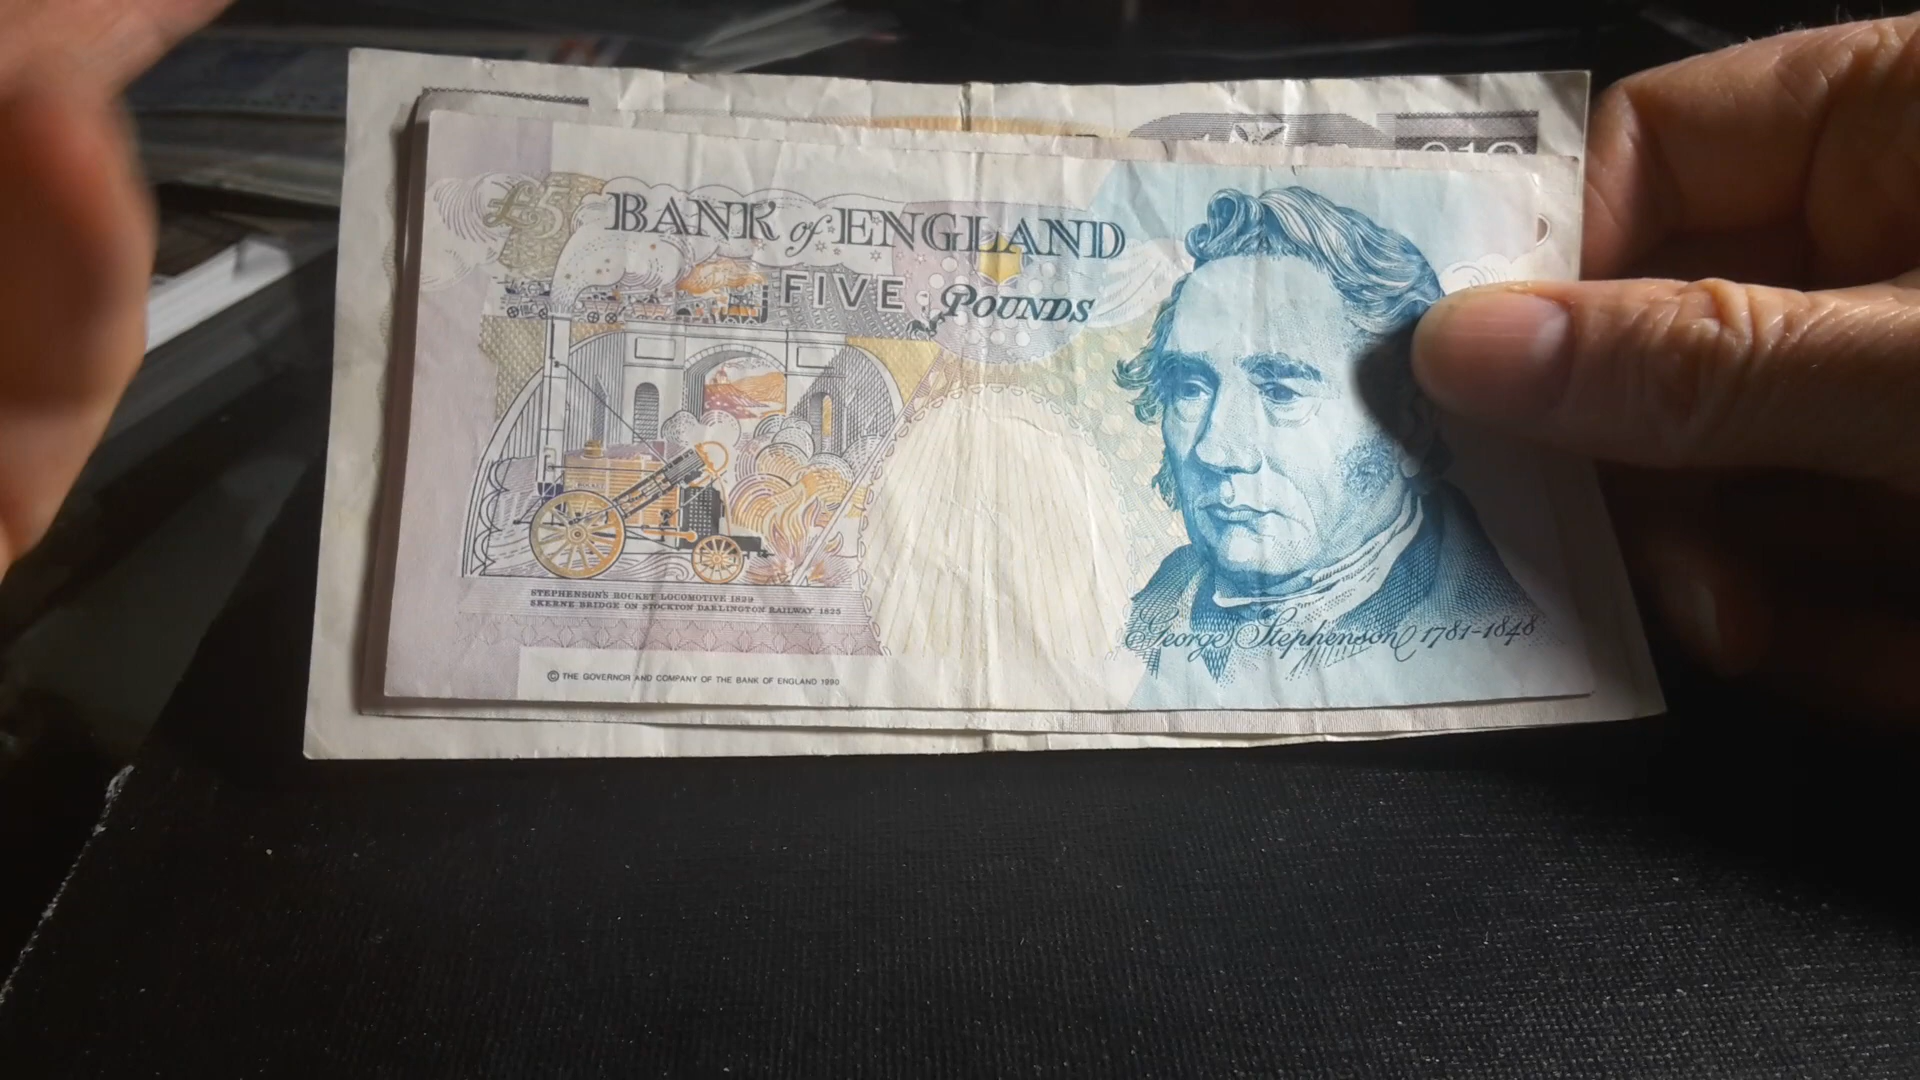 £5
BANK of ENGLAND
FIVE POUNDS
ROCKET
STEPHENSON'S ROCKET LOCOMOTIVE 1829
SKERNE BRIDGE ON STOCKTON DARLINGTON RAILWAY 1825
George Stephenson 1781-1848
© THE GOVERNOR AND COMPANY OF THE BANK OF ENGLAND 1990